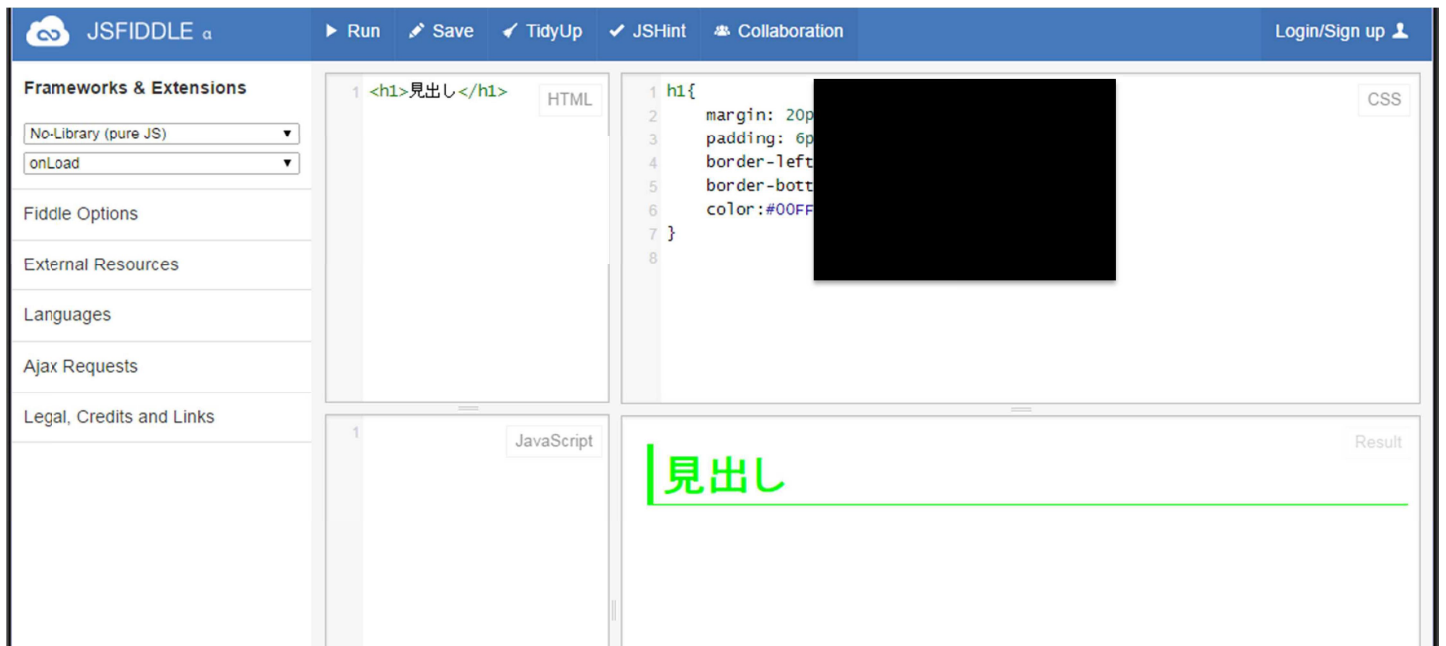 JSFIDDLE α
Run Save TidyUp JSHint Collaboration
Login/Sign up
Frameworks & Extensions
No-Library (pure JS)
onLoad
Fiddle Options
External Resources
Languages
Ajax Requests
Legal, Credits and Links
1 <h1>見出し</h1>
HTML
1 h1{
2 margin: 20p
3 padding: 6p
4 border-left
5 border-bott
6 color:#00FF
7 }
8
CSS
1
JavaScript
Result
見出し